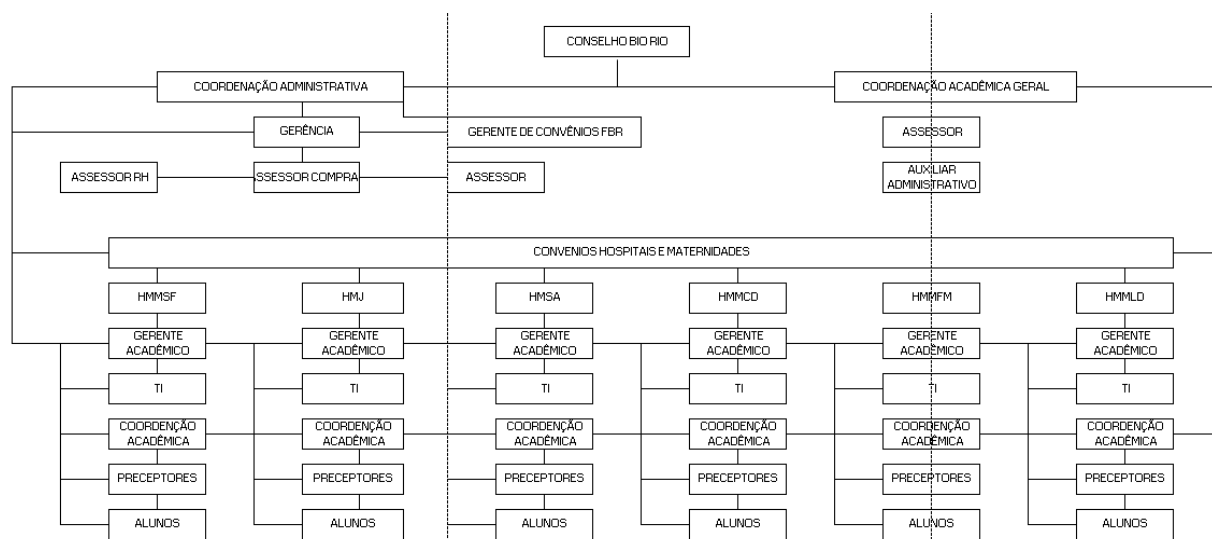 CONSELHO BIO RIO
COORDENAÇÃO ADMINISTRATIVA
COORDENAÇÃO ACADÊMICA GERAL
GERÊNCIA
GERENTE DE CONVÊNIOS FBR
ASSESSOR
ASSESSOR RH
ASSESSOR COMPRA
ASSESSOR
AUXILIAR
ADMINISTRATIVO
CONVENIOS HOSPITAIS E MATERNIDADES
HMMSF
HMJ
HMSA
HMMCD
HMMFM
HMMLD
GERENTE
ACADÊMICO
GERENTE
ACADÊMICO
GERENTE
ACADÊMICO
GERENTE
ACADÊMICO
GERENTE
ACADÊMICO
GERENTE
ACADÊMICO
TI
TI
TI
TI
TI
TI
COORDENÇÃO
ACADÊMICA
COORDENÇÃO
ACADÊMICA
COORDENÇÃO
ACADÊMICA
COORDENÇÃO
ACADÊMICA
COORDENÇÃO
ACADÊMICA
COORDENÇÃO
ACADÊMICA
PRECEPTORES
PRECEPTORES
PRECEPTORES
PRECEPTORES
PRECEPTORES
PRECEPTORES
ALUNOS
ALUNOS
ALUNOS
ALUNOS
ALUNOS
ALUNOS